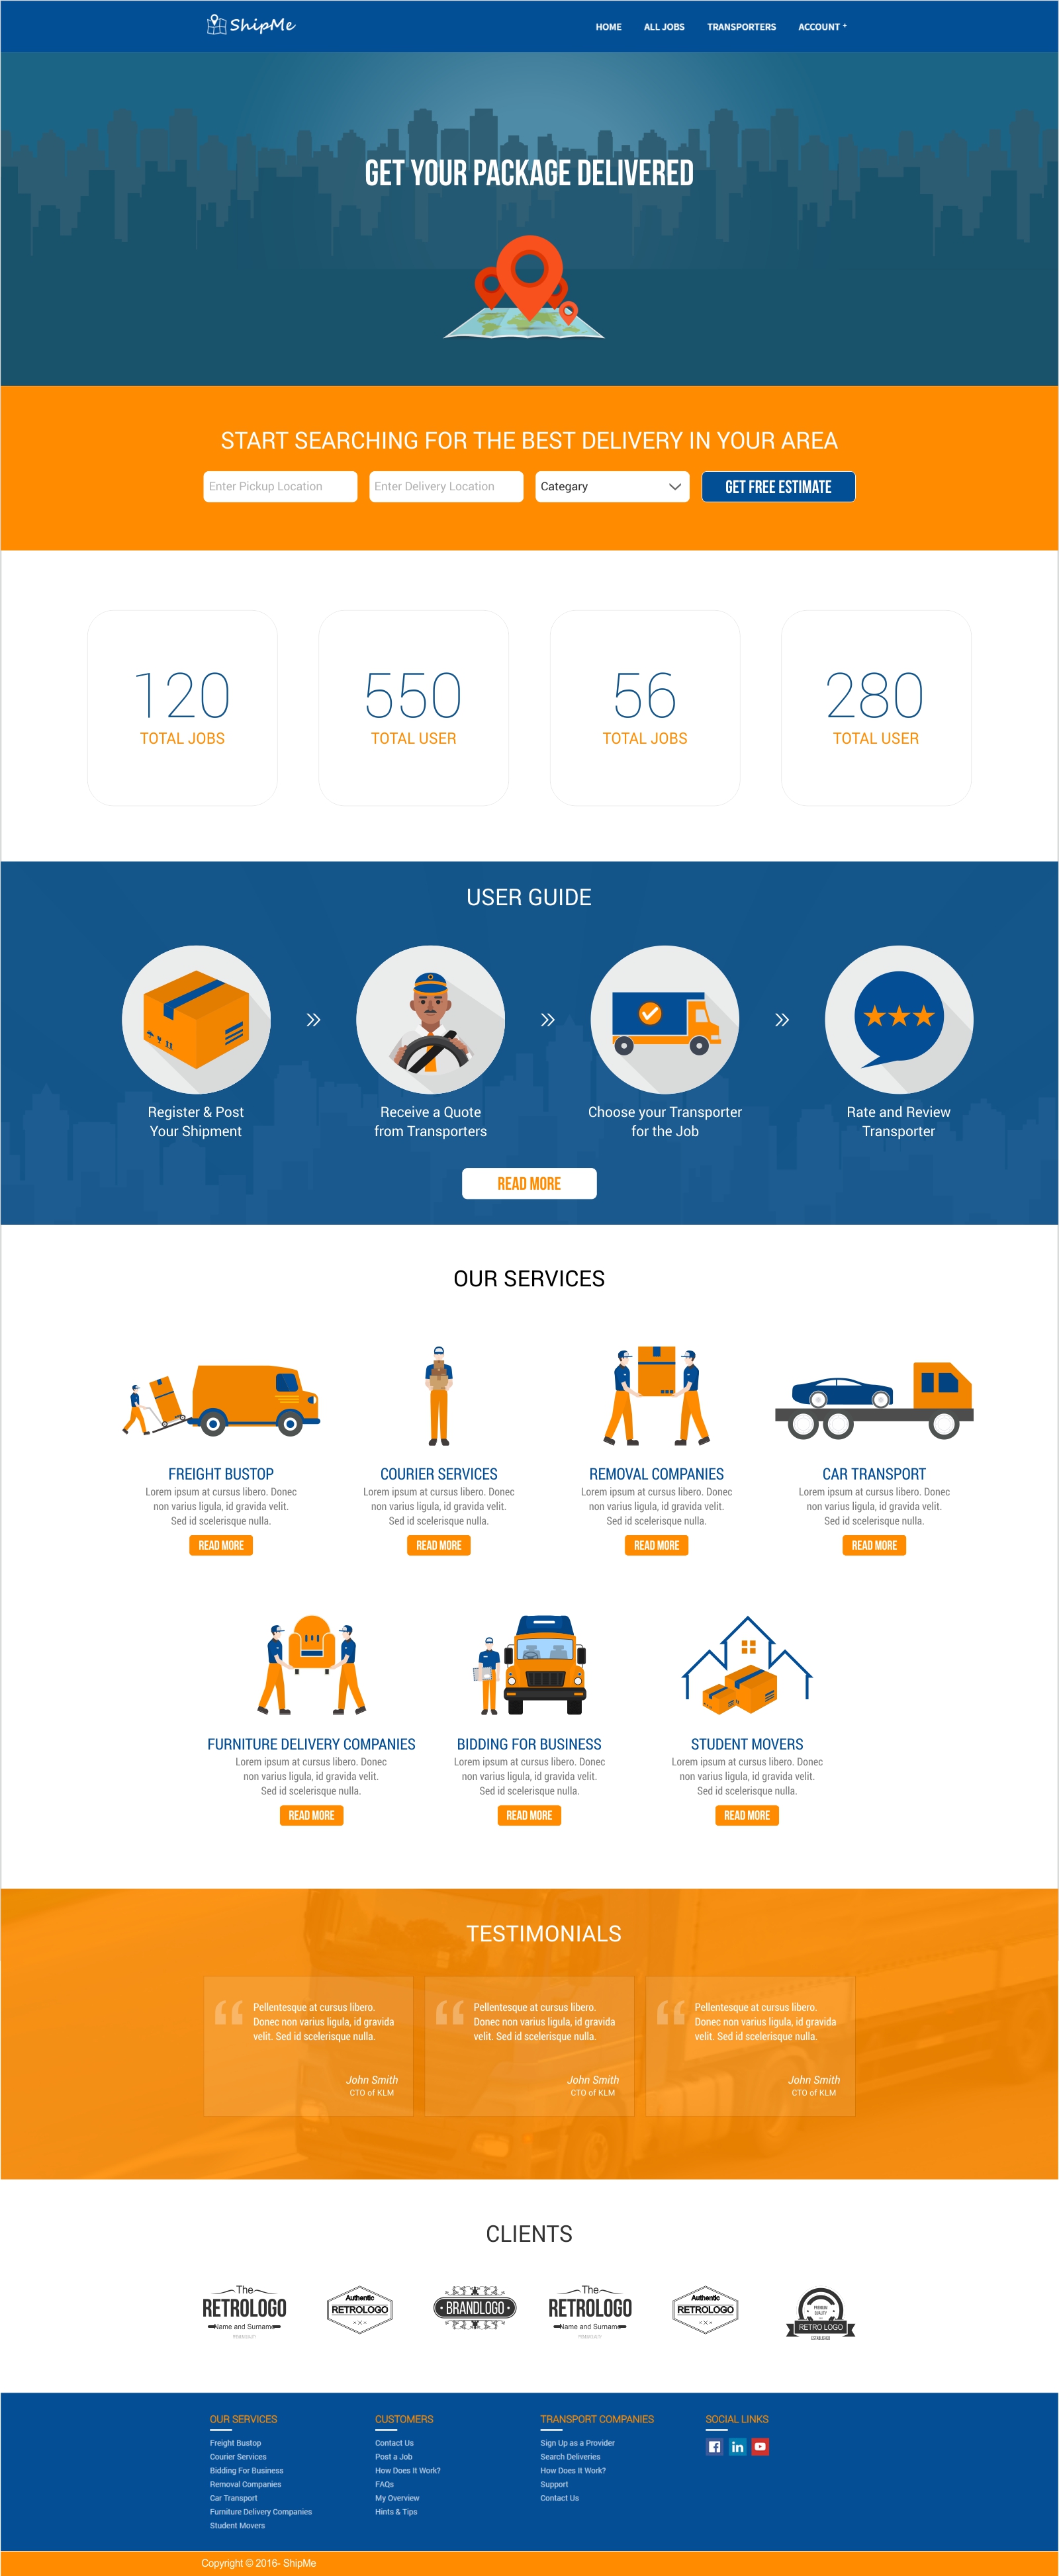 ShipMe
HOME ALL JOBS TRANSPORTERS ACCOUNT +
GET YOUR PACKAGE DELIVERED
START SEARCHING FOR THE BEST DELIVERY IN YOUR AREA
Enter Pickup Location Enter Delivery Location Categary GET FREE ESTIMATE
120 550 56 280
TOTAL JOBS TOTAL USER TOTAL JOBS TOTAL USER
USER GUIDE
Register & Post
Your Shipment
Receive a Quote
from Transporters
Choose your Transporter
for the Job
Rate and Review
Transporter
READ MORE
OUR SERVICES
FREIGHT BUSTOP
Lorem ipsum at cursus libero. Donec
non varius ligula, id gravida velit.
Sed id scelerisque nulla.
READ MORE
COURIER SERVICES
Lorem ipsum at cursus libero. Donec
non varius ligula, id gravida velit.
Sed id scelerisque nulla.
READ MORE
REMOVAL COMPANIES
Lorem ipsum at cursus libero. Donec
non varius ligula, id gravida velit.
Sed id scelerisque nulla.
READ MORE
CAR TRANSPORT
Lorem ipsum at cursus libero. Donec
non varius ligula, id gravida velit.
Sed id scelerisque nulla.
READ MORE
FURNITURE DELIVERY COMPANIES
Lorem ipsum at cursus libero. Donec
non varius ligula, id gravida velit.
Sed id scelerisque nulla.
READ MORE
BIDDING FOR BUSINESS
Lorem ipsum at cursus libero. Donec
non varius ligula, id gravida velit.
Sed id scelerisque nulla.
READ MORE
STUDENT MOVERS
Lorem ipsum at cursus libero. Donec
non varius ligula, id gravida velit.
Sed id scelerisque nulla.
READ MORE
TESTIMONIALS
Pellentesque at cursus libero.
Donec non varius ligula, id gravida
velit. Sed id scelerisque nulla.
John Smith
CTO of KLM
Pellentesque at cursus libero.
Donec non varius ligula, id gravida
velit. Sed id scelerisque nulla.
John Smith
CTO of KLM
Pellentesque at cursus libero.
Donec non varius ligula, id gravida
velit. Sed id scelerisque nulla.
John Smith
CTO of KLM
CLIENTS
The
RETROLOGO
Name and Surname
Authentic
RETROLOGO
BRANDLOGO
The
RETROLOGO
Name and Surname
Authentic
RETROLOGO
PREMIUM
QUALITY
RETRO LOGO
ESTABLISHED
OUR SERVICES
Freight Bustop
Courier Services
Bidding For Business
Removal Companies
Car Transport
Furniture Delivery Companies
Student Movers
CUSTOMERS
Contact Us
Post a Job
How Does It Work?
FAQs
My Overview
Hints & Tips
TRANSPORT COMPANIES
Sign Up as a Provider
Search Deliveries
How Does It Work?
Support
Contact Us
SOCIAL LINKS
Copyright © 2016- ShipMe